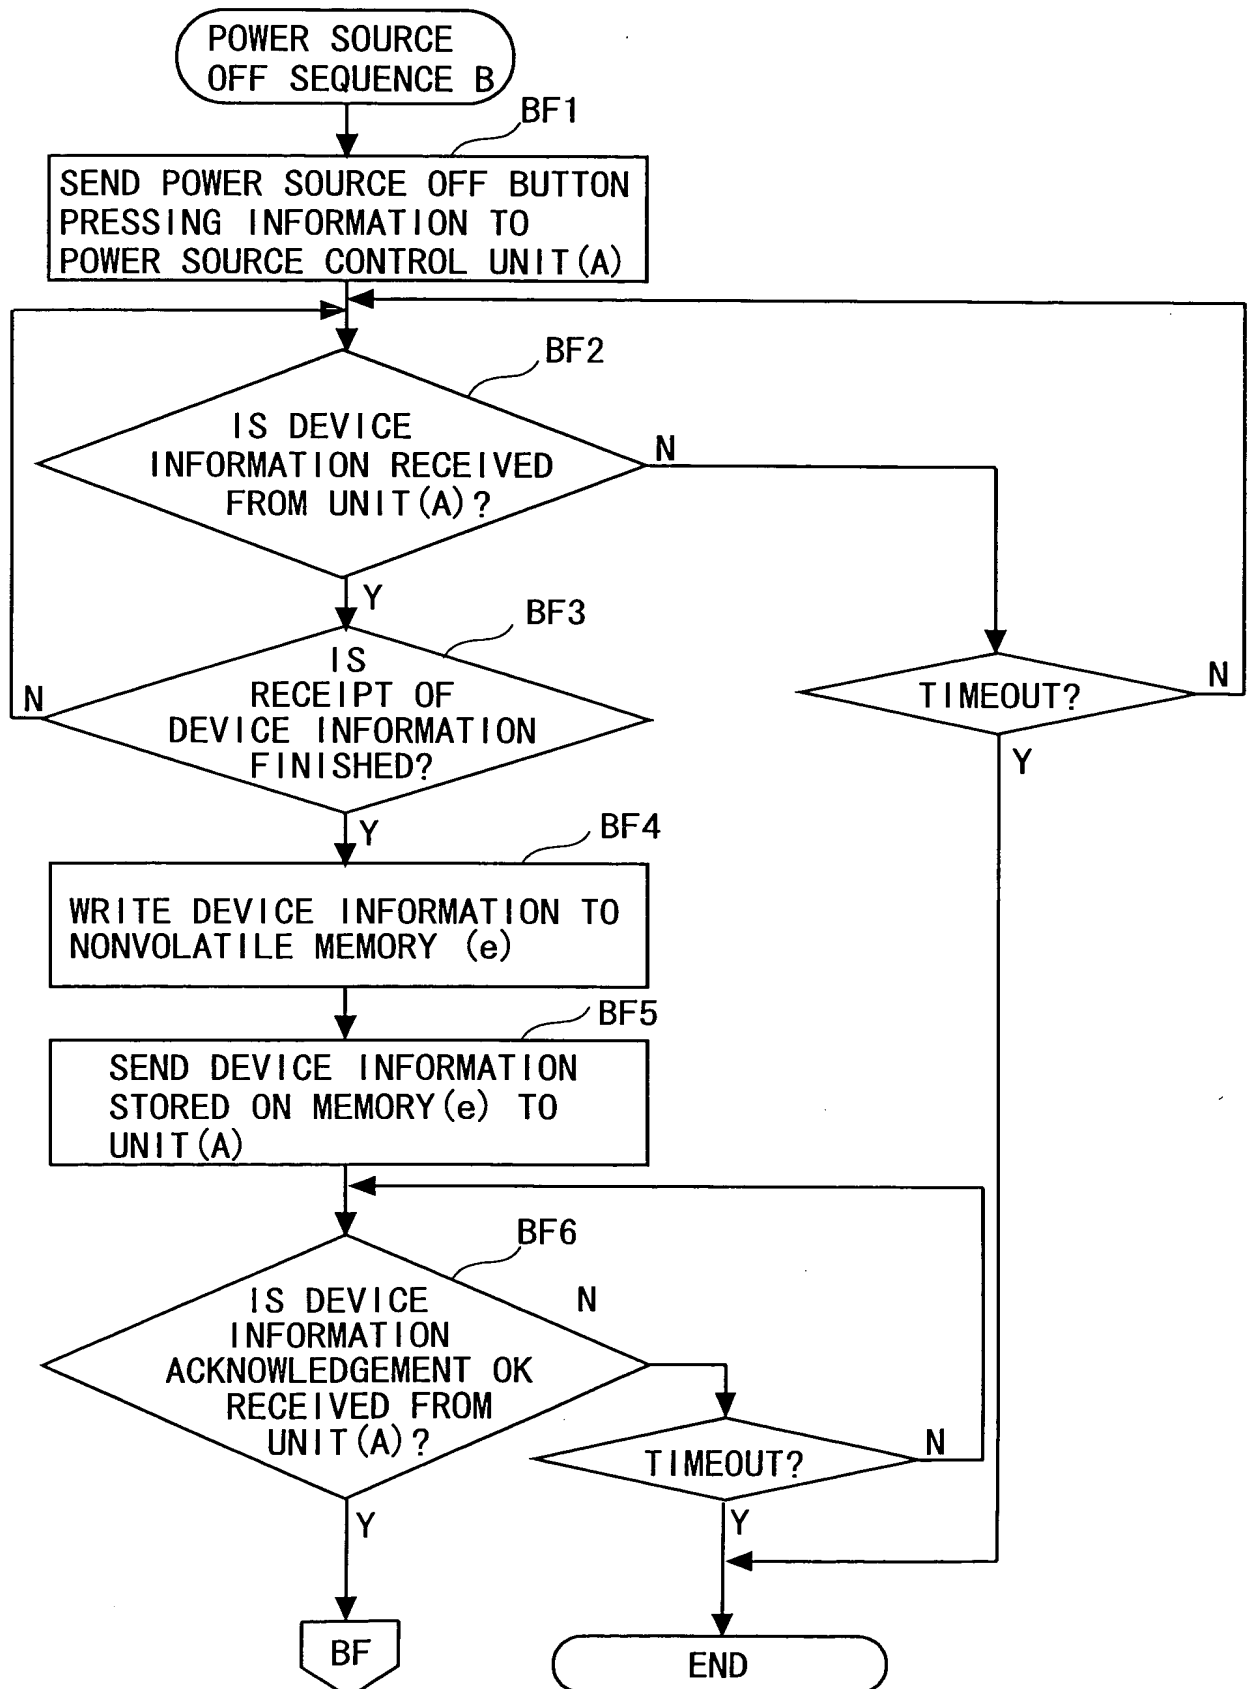 POWER SOURCE
OFF SEQUENCE B
BF1
SEND POWER SOURCE OFF BUTTON
PRESSING INFORMATION TO
POWER SOURCE CONTROL UNIT(A)
BF2
IS DEVICE
INFORMATION RECEIVED
FROM UNIT(A)?
N
Y
BF3
IS
RECEIPT OF
DEVICE INFORMATION
FINISHED?
N
TIMEOUT?
N
Y
Y
BF4
WRITE DEVICE INFORMATION TO
NONVOLATILE MEMORY (e)
BF5
SEND DEVICE INFORMATION
STORED ON MEMORY(e) TO
UNIT(A)
BF6
IS DEVICE
INFORMATION
ACKNOWLEDGEMENT OK
RECEIVED FROM
UNIT(A)?
N
TIMEOUT?
N
Y
Y
BF
END